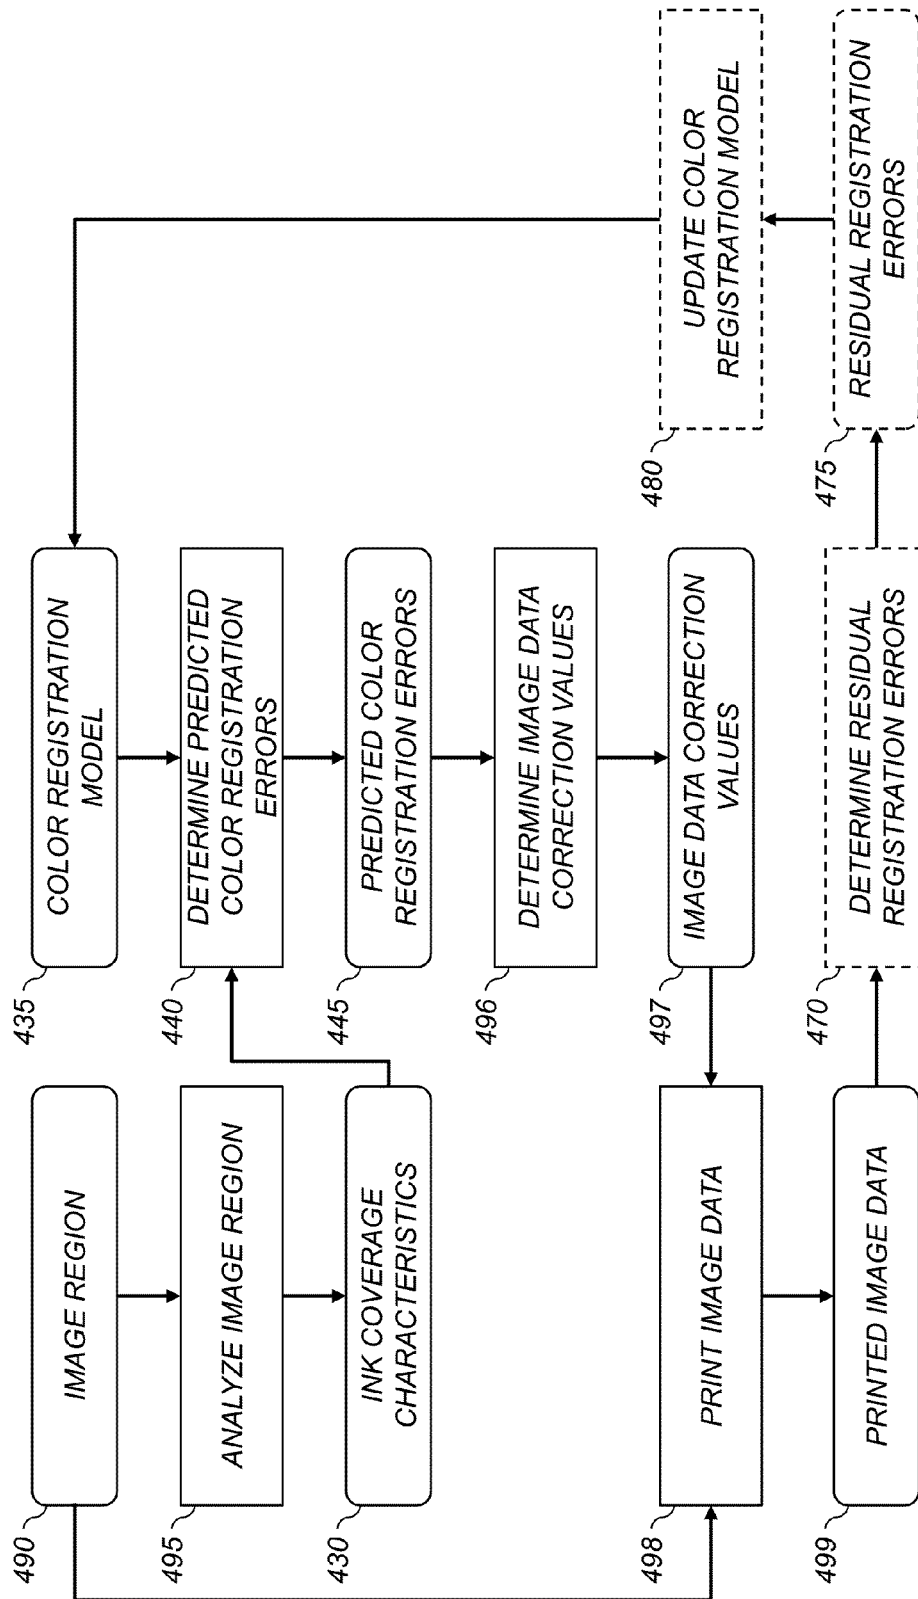 490
IMAGE REGION
495
ANALYZE IMAGE REGION
430
INK COVERAGE
CHARACTERISTICS
435
COLOR REGISTRATION
MODEL
440
DETERMINE PREDICTED
COLOR REGISTRATION
ERRORS
445
PREDICTED COLOR
REGISTRATION ERRORS
496
DETERMINE IMAGE DATA
CORRECTION VALUES
497
IMAGE DATA CORRECTION
VALUES
498
PRINT IMAGE DATA
499
PRINTED IMAGE DATA
470
DETERMINE RESIDUAL
REGISTRATION ERRORS
475
RESIDUAL REGISTRATION
ERRORS
480
UPDATE COLOR
REGISTRATION MODEL